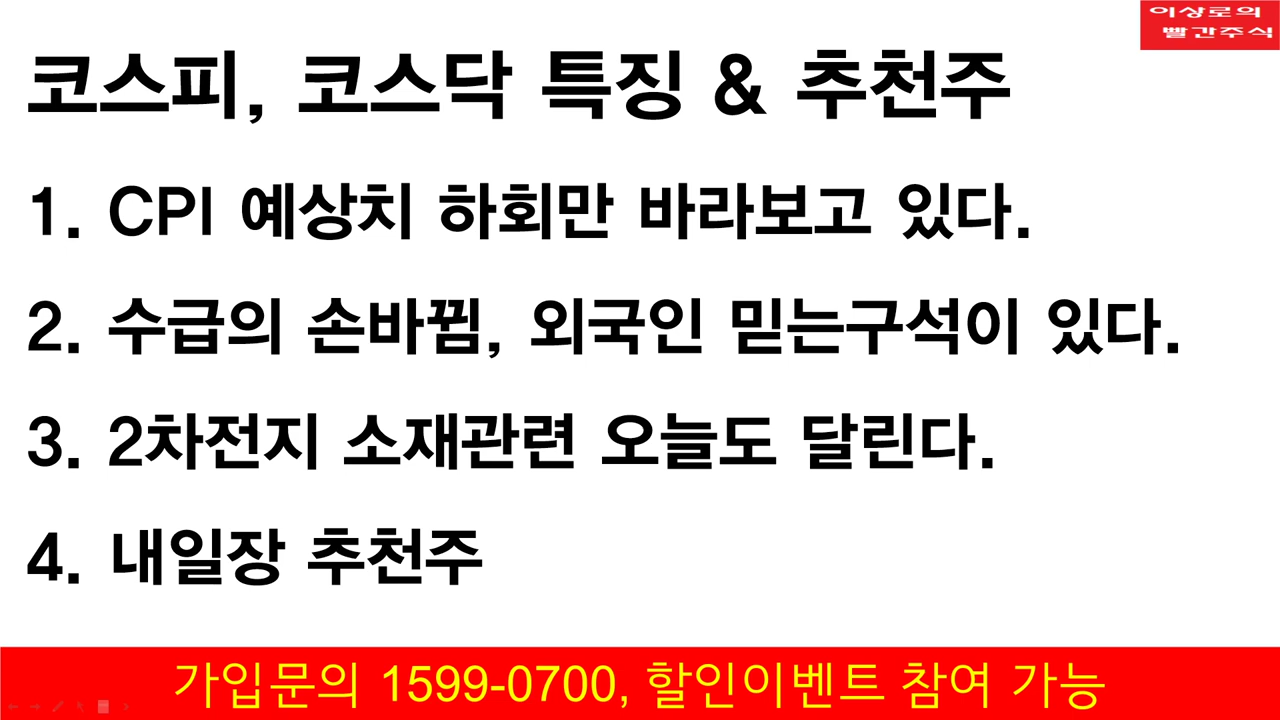 이상로의
빨간주식
코스피, 코스닥 특징 & 추천주
1. CPI 예상치 하회만 바라보고 있다.
2. 수급의 손바뀜, 외국인 믿는구석이 있다.
3. 2차전지 소재관련 오늘도 달린다.
4. 내일장 추천주
가입문의 1599-0700, 할인이벤트 참여 가능